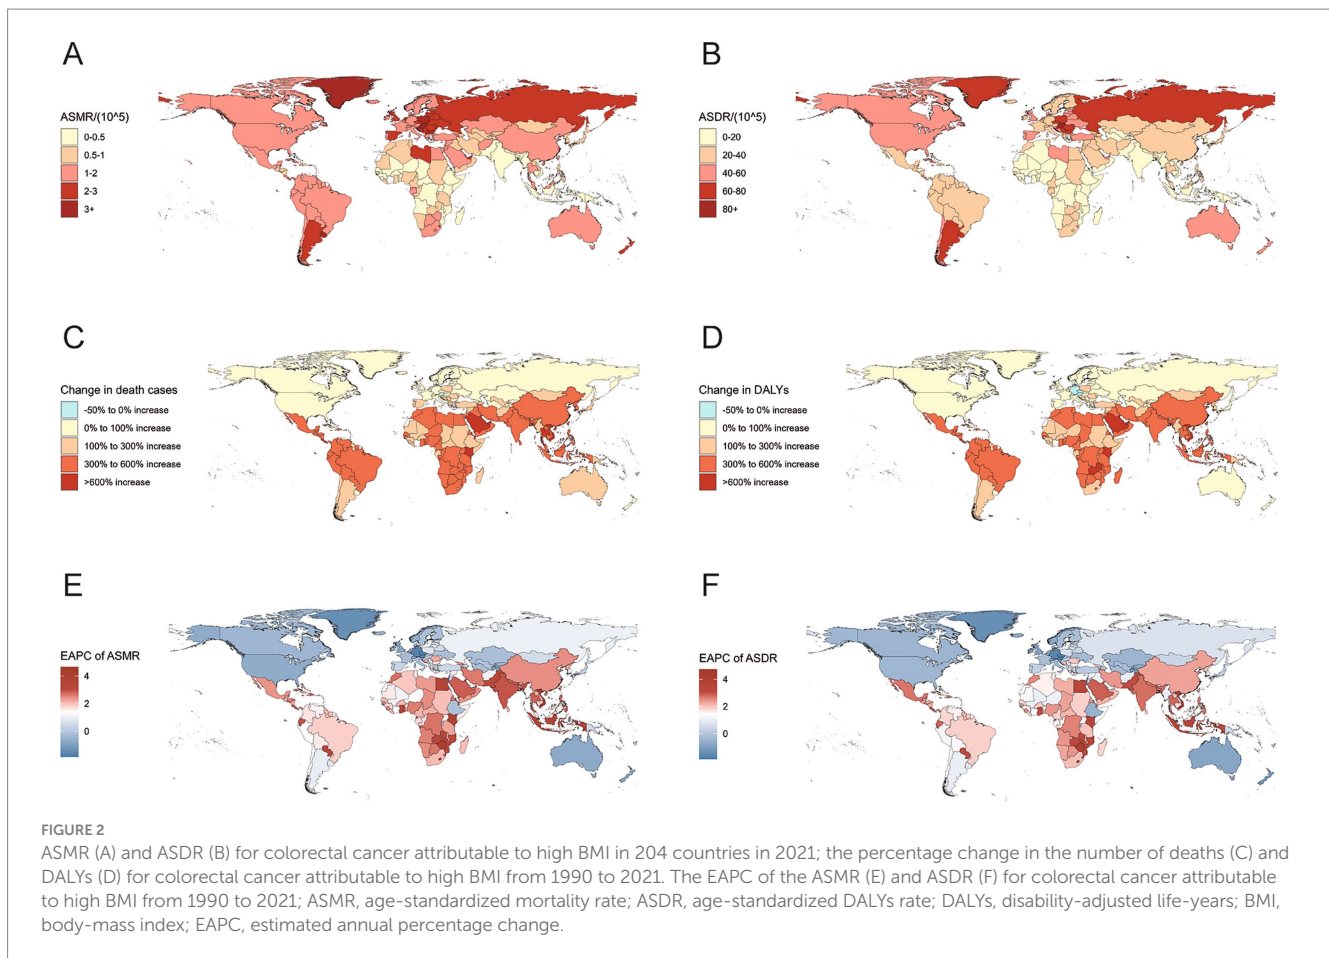 A
ASMR/(10^5)
0-0.5
0.5-1
1-2
2-3
3+
B
ASDR/(10^5)
0-20
20-40
40-60
60-80
80+
C
Change in death cases
-50% to 0% increase
0% to 100% increase
100% to 300% increase
300% to 600% increase
>600% increase
D
Change in DALYs
-50% to 0% increase
0% to 100% increase
100% to 300% increase
300% to 600% increase
>600% increase
E
EAPC of ASMR
4
2
0
F
EAPC of ASDR
4
2
0
FIGURE 2
ASMR (A) and ASDR (B) for colorectal cancer attributable to high BMI in 204 countries in 2021; the percentage change in the number of deaths (C) and
DALYs (D) for colorectal cancer attributable to high BMI from 1990 to 2021. The EAPC of the ASMR (E) and ASDR (F) for colorectal cancer attributable
to high BMI from 1990 to 2021; ASMR, age-standardized mortality rate; ASDR, age-standardized DALYs rate; DALYs, disability-adjusted life-years; BMI,
body-mass index; EAPC, estimated annual percentage change.